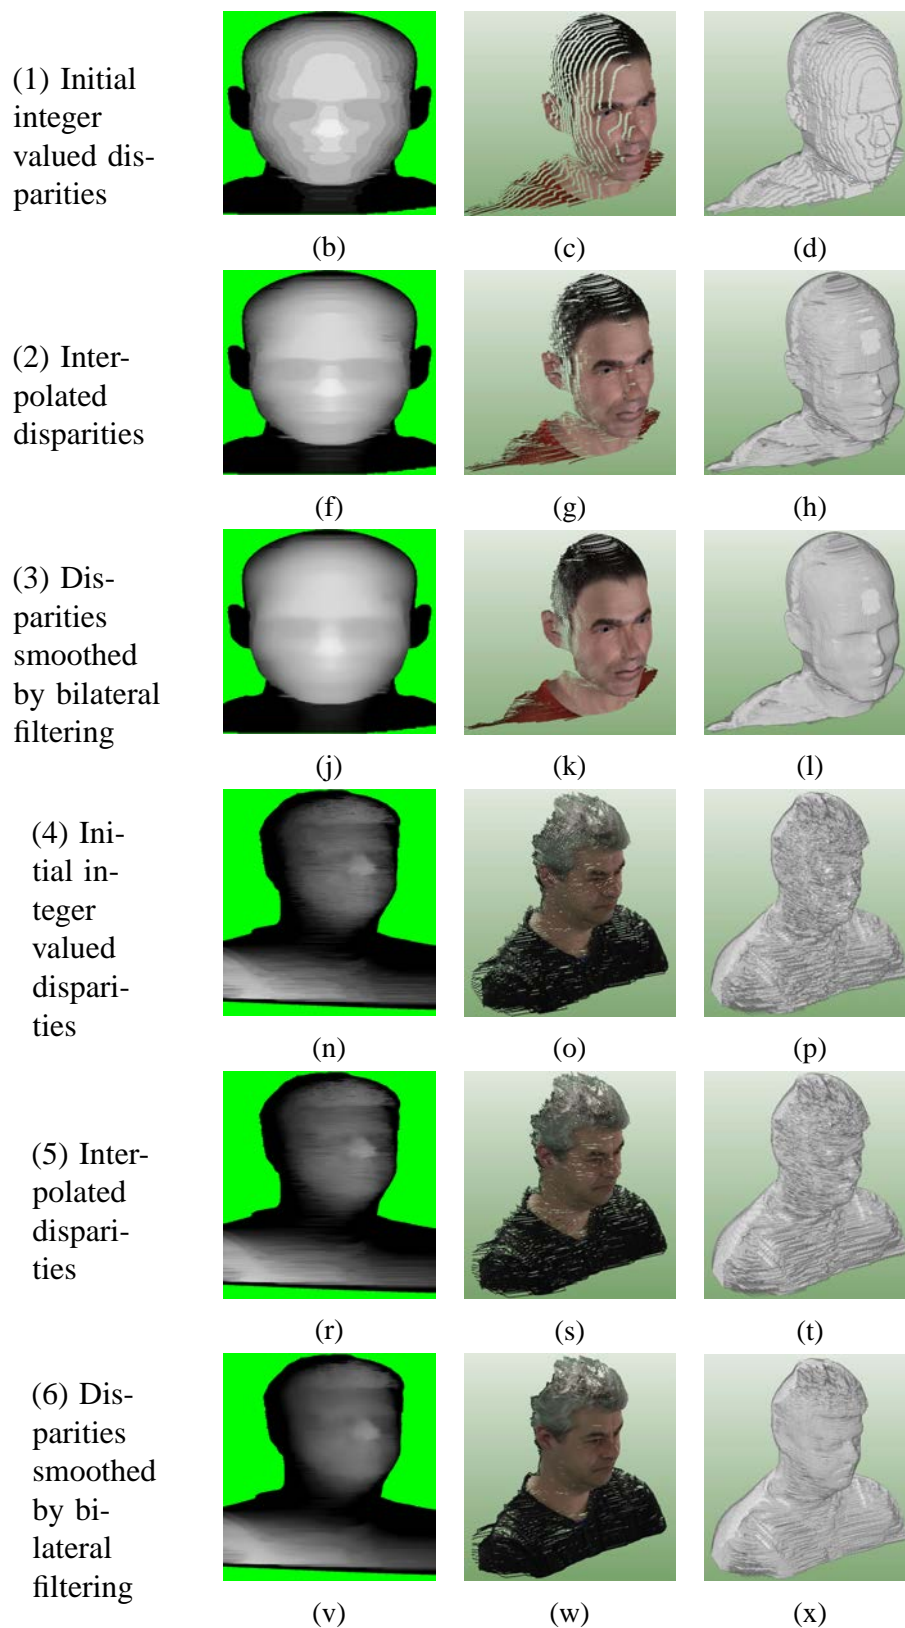 (1) Initial
integer
valued dis-
parities
(b)
(c)
(d)
(2) Inter-
polated
disparities
(f)
(g)
(h)
(3) Dis-
parities
smoothed
by bilateral
filtering
(j)
(k)
(l)
(4) Ini-
tial in-
teger
valued
dispari-
ties
(n)
(o)
(p)
(5) Inter-
polated
dispari-
ties
(r)
(s)
(t)
(6) Dis-
parities
smoothed
by bi-
lateral
filtering
(v)
(w)
(x)